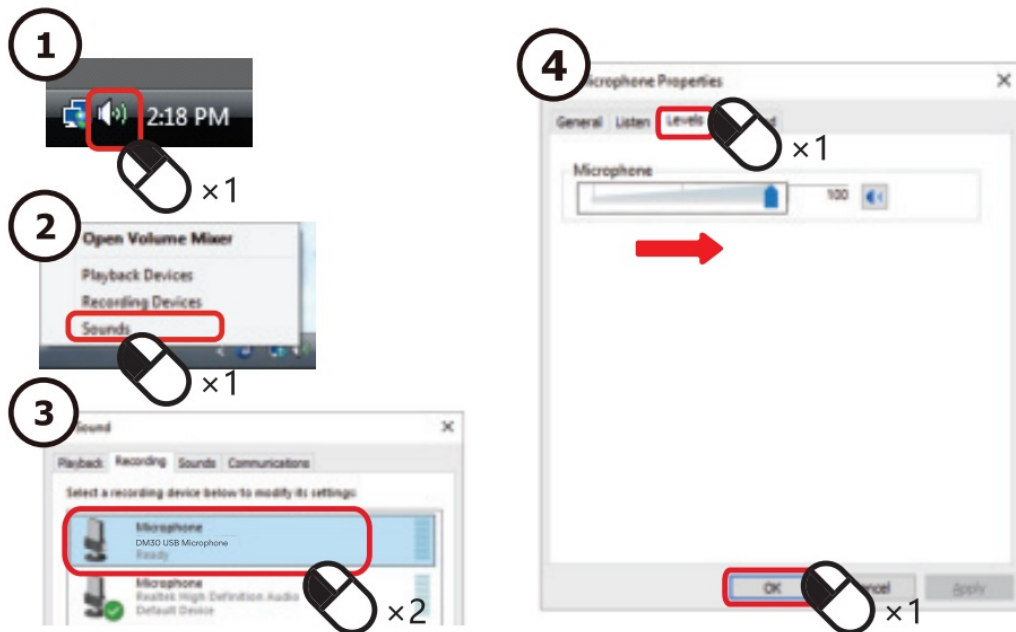 1
2:18 PM
×1
2
Open Volume Mixer
Playback Devices
Recording Devices
Sounds
×1
3
Sound
Playback Recording Sounds Communications
Select a recording device below to modify its settings:
Microphone
DM30 USB Microphone
Ready
Microphone
Realtek High Definition Audio
Default Device
×2
4
Microphone Properties
General Listen Levels
×1
Microphone
100
OK
Apply
×1